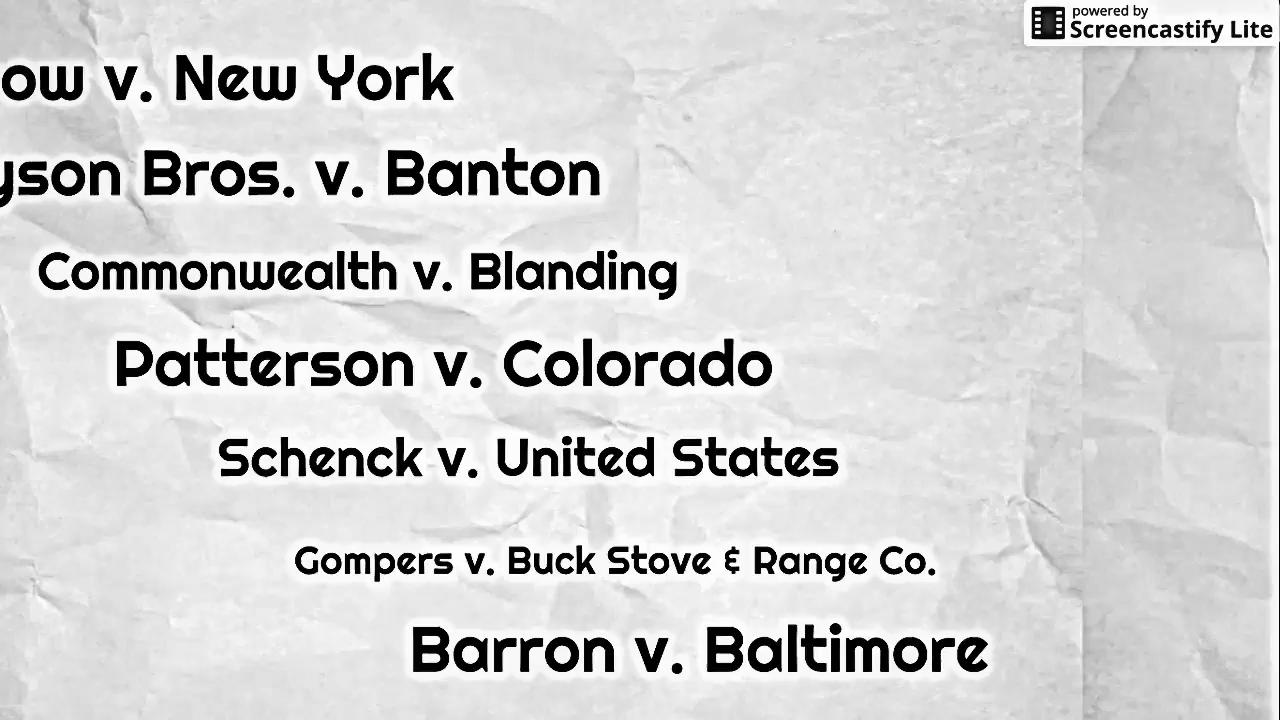 powered by
Screencastify Lite
ow v. New York
yson Bros. v. Banton
Commonwealth v. Blanding
Patterson v. Colorado
Schenck v. United States
Gompers v. Buck Stove & Range Co.
Barron v. Baltimore